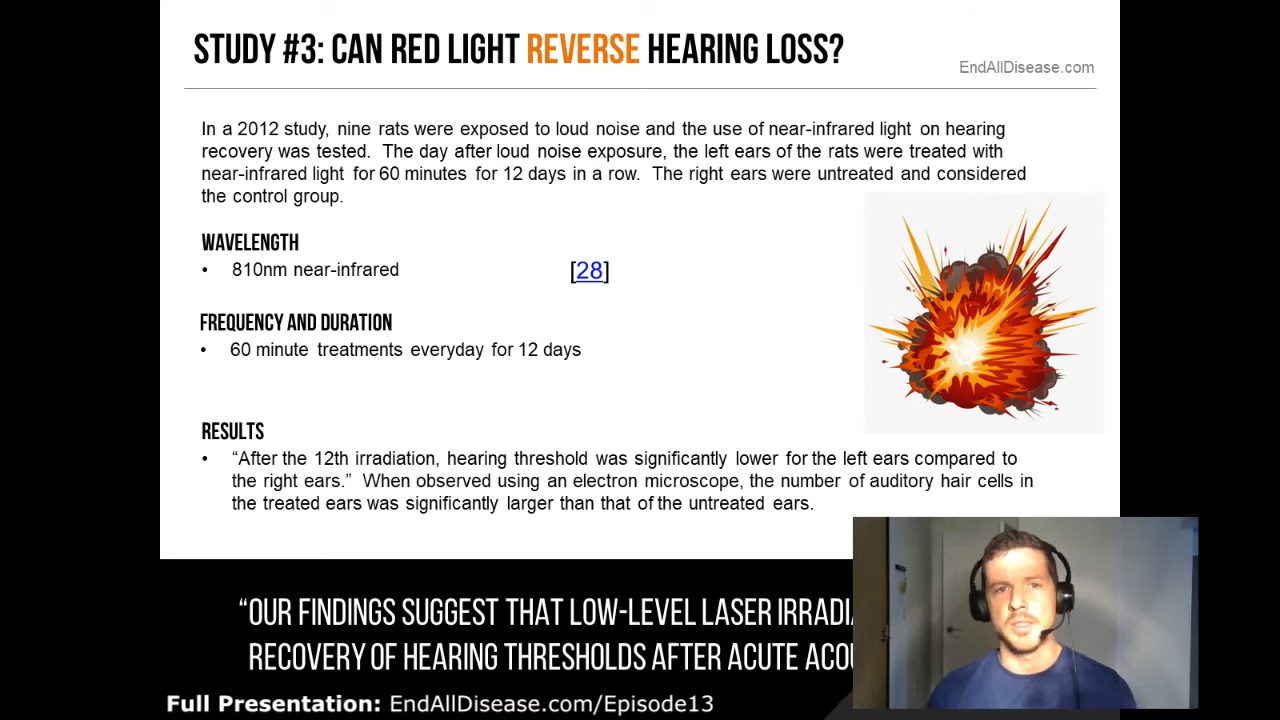 STUDY #3: CAN RED LIGHT REVERSE HEARING LOSS?
EndAllDisease.com
In a 2012 study, nine rats were exposed to loud noise and the use of near-infrared light on hearing
recovery was tested. The day after loud noise exposure, the left ears of the rats were treated with
near-infrared light for 60 minutes for 12 days in a row. The right ears were untreated and considered
the control group.
WAVELENGTH
• 810nm near-infrared
[28]
FREQUENCY AND DURATION
• 60 minute treatments everyday for 12 days
RESULTS
• “After the 12th irradiation, hearing threshold was significantly lower for the left ears compared to
the right ears.” When observed using an electron microscope, the number of auditory hair cells in
the treated ears was significantly larger than that of the untreated ears.
“OUR FINDINGS SUGGEST THAT LOW-LEVEL LASER
RECOVERY OF HEARING THRESHOLDS AFTER ACUTE
Full Presentation: EndAllDisease.com/Episode13